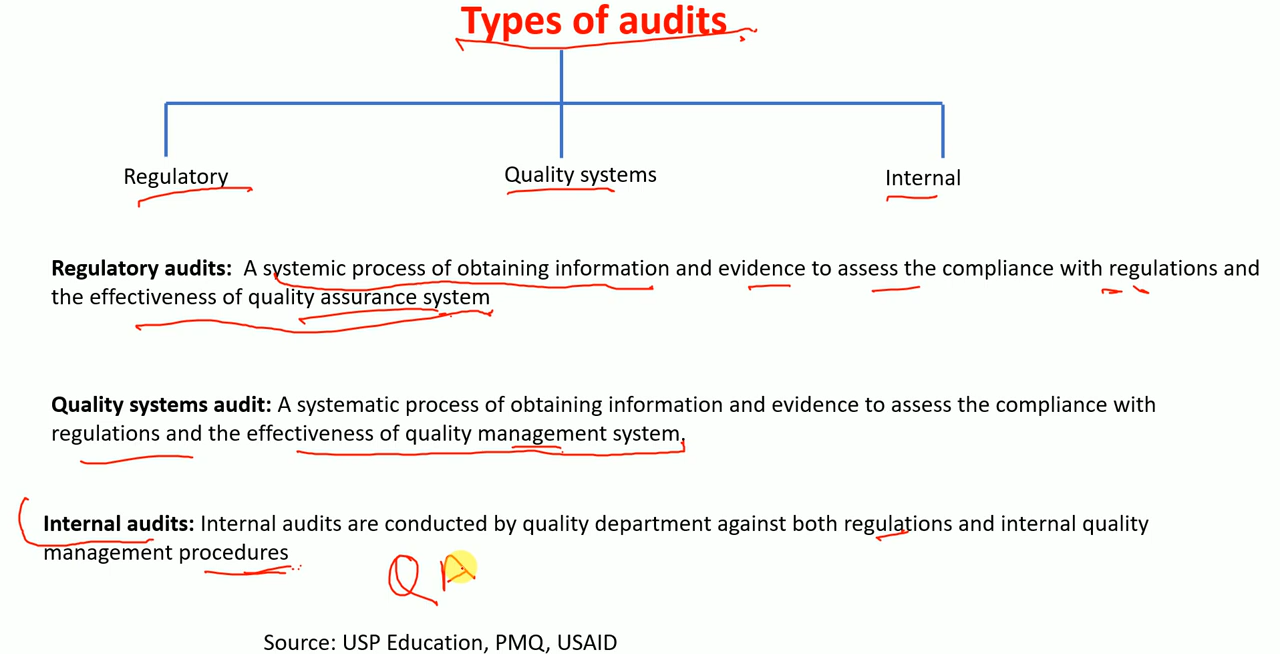 Types of audits
Regulatory
Quality systems
Internal
Regulatory audits: A systemic process of obtaining information and evidence to assess the compliance with regulations and
the effectiveness of quality assurance system
Quality systems audit: A systematic process of obtaining information and evidence to assess the compliance with
regulations and the effectiveness of quality management system.
Internal audits: Internal audits are conducted by quality department against both regulations and internal quality
management procedures
QA
Source: USP Education, PMQ, USAID